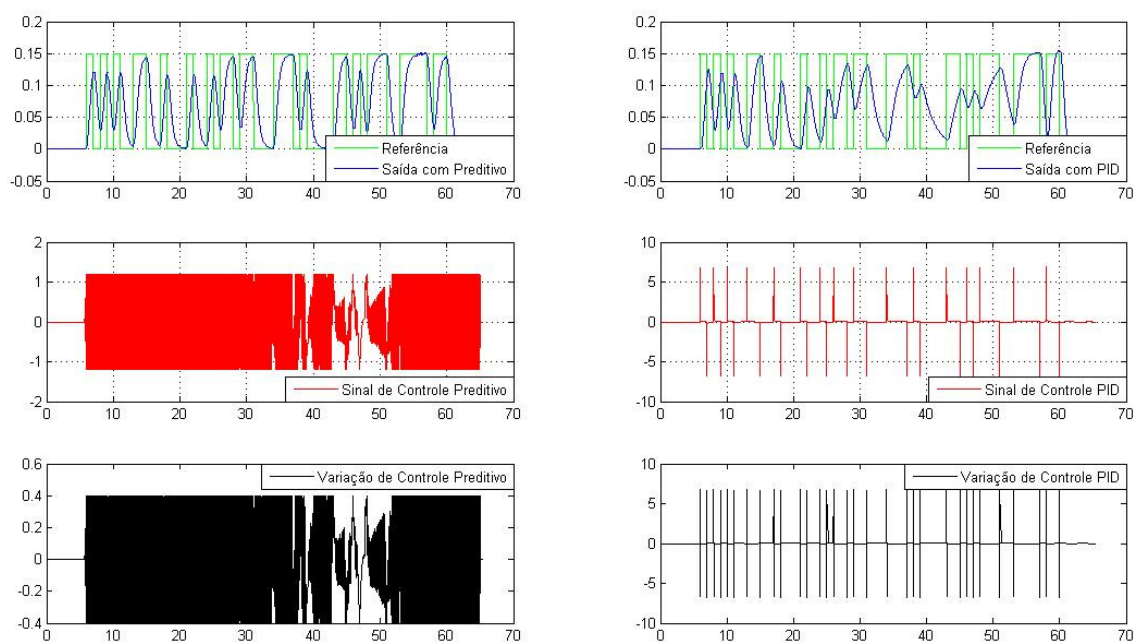 0.2
0.15
0.1
0.05
0
-0.05
0 10 20 30 40 50 60 70
Referência
Saída com Preditivo
0.2
0.15
0.1
0.05
0
-0.05
0 10 20 30 40 50 60 70
Referência
Saída com PID
2
1
0
-1
-2
0 10 20 30 40 50 60 70
Sinal de Controle Preditivo
10
5
0
-5
-10
0 10 20 30 40 50 60 70
Sinal de Controle PID
0.6
0.4
0.2
0
-0.2
-0.4
0 10 20 30 40 50 60 70
Variação de Controle Preditivo
10
5
0
-5
-10
0 10 20 30 40 50 60 70
Variação de Controle PID